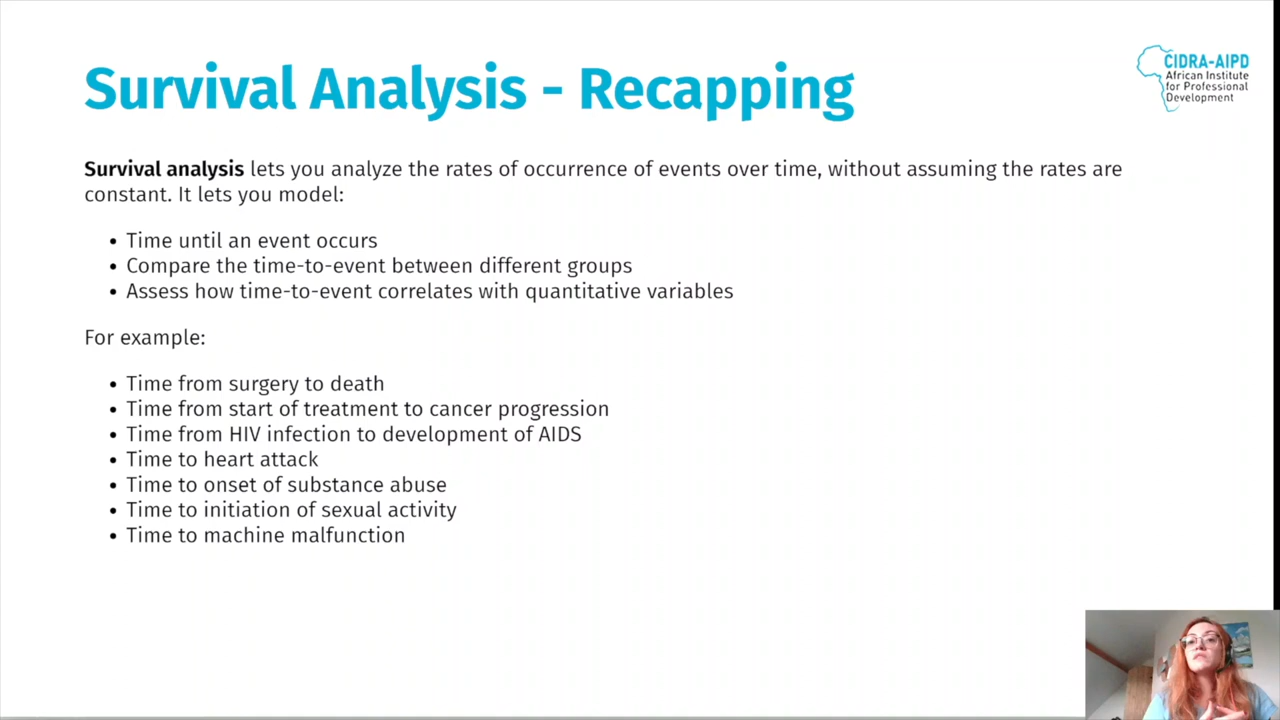 Survival Analysis - Recapping
CIDRA-AIPD
African Institute
for Professional
Development
Survival analysis lets you analyze the rates of occurrence of events over time, without assuming the rates are
constant. It lets you model:
• Time until an event occurs
• Compare the time-to-event between different groups
• Assess how time-to-event correlates with quantitative variables
For example:
• Time from surgery to death
• Time from start of treatment to cancer progression
• Time from HIV infection to development of AIDS
• Time to heart attack
• Time to onset of substance abuse
• Time to initiation of sexual activity
• Time to machine malfunction